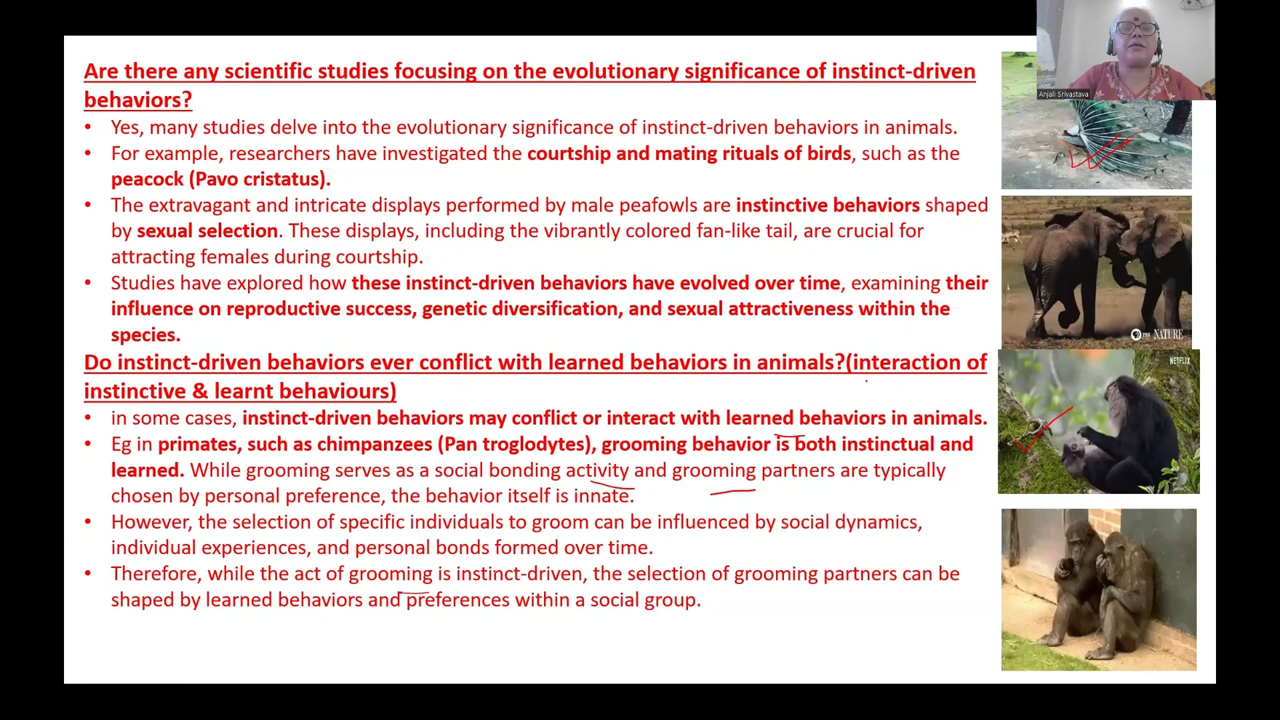 Are there any scientific studies focusing on the evolutionary significance of instinct-driven
behaviors?
• Yes, many studies delve into the evolutionary significance of instinct-driven behaviors in animals.
• For example, researchers have investigated the courtship and mating rituals of birds, such as the
peacock (Pavo cristatus).
• The extravagant and intricate displays performed by male peafowls are instinctive behaviors shaped
by sexual selection. These displays, including the vibrantly colored fan-like tail, are crucial for
attracting females during courtship.
• Studies have explored how these instinct-driven behaviors have evolved over time, examining their
influence on reproductive success, genetic diversification, and sexual attractiveness within the
species.
Do instinct-driven behaviors ever conflict with learned behaviors in animals?(interaction of
instinctive & learnt behaviours)
• in some cases, instinct-driven behaviors may conflict or interact with learned behaviors in animals.
• Eg in primates, such as chimpanzees (Pan troglodytes), grooming behavior is both instinctual and
learned. While grooming serves as a social bonding activity and grooming partners are typically
chosen by personal preference, the behavior itself is innate.
• However, the selection of specific individuals to groom can be influenced by social dynamics,
individual experiences, and personal bonds formed over time.
• Therefore, while the act of grooming is instinct-driven, the selection of grooming partners can be
shaped by learned behaviors and preferences within a social group.
Anjali Srivastava
PBS NATURE
NETFLIX